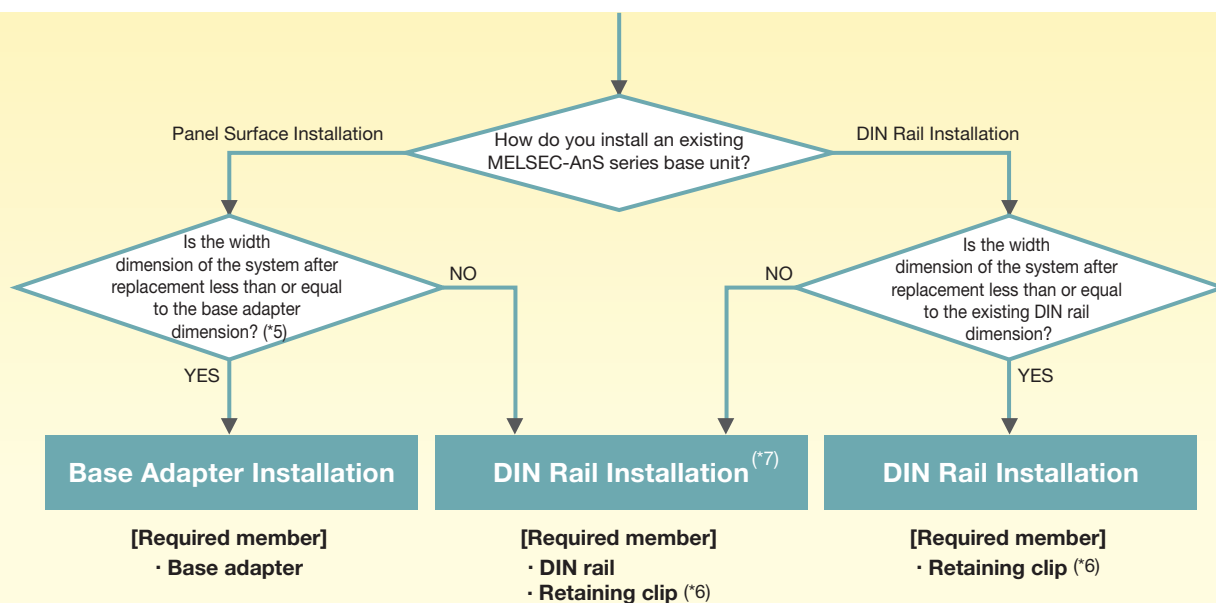 Panel Surface Installation
How do you install an existing
MELSEC-AnS series base unit?
DIN Rail Installation
Is the width
dimension of the system after
replacement less than or equal
to the base adapter
dimension? (*5)
NO
YES
NO
Is the width
dimension of the system after
replacement less than or equal
to the existing DIN rail
dimension?
YES
Base Adapter Installation
[Required member]
· Base adapter
DIN Rail Installation (*7)
[Required member]
· DIN rail
· Retaining clip (*6)
DIN Rail Installation
[Required member]
· Retaining clip (*6)